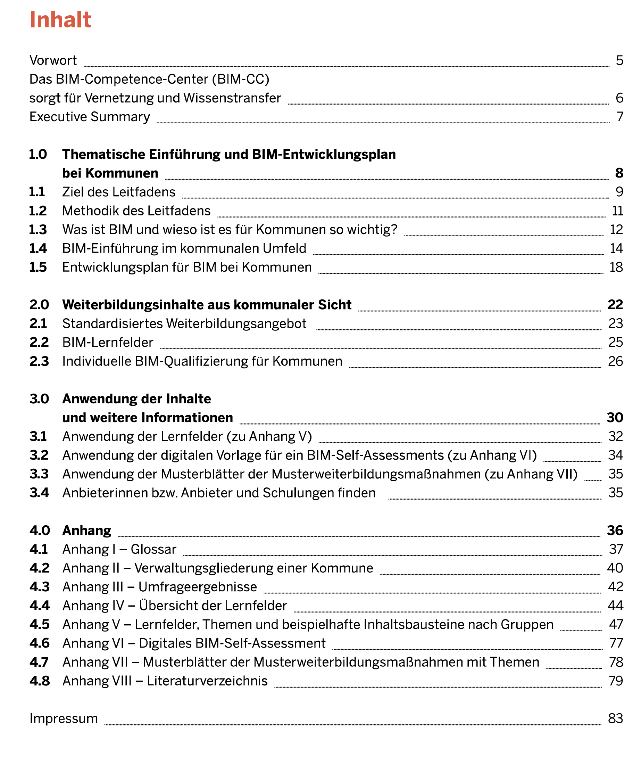 Inhalt
Vorwort 5
Das BIM-Competence-Center (BIM-CC)
sorgt für Vernetzung und Wissenstransfer 6
Executive Summary 7
1.0 Thematische Einführung und BIM-Entwicklungsplan
bei Kommunen 8
1.1 Ziel des Leitfadens 9
1.2 Methodik des Leitfadens 11
1.3 Was ist BIM und wieso ist es für Kommunen so wichtig? 12
1.4 BIM-Einführung im kommunalen Umfeld 14
1.5 Entwicklungsplan für BIM bei Kommunen 18
2.0 Weiterbildungsinhalte aus kommunaler Sicht 22
2.1 Standardisiertes Weiterbildungsangebot 23
2.2 BIM-Lernfelder 25
2.3 Individuelle BIM-Qualifizierung für Kommunen 26
3.0 Anwendung der Inhalte
und weitere Informationen 30
3.1 Anwendung der Lernfelder (zu Anhang V) 32
3.2 Anwendung der digitalen Vorlage für ein BIM-Self-Assessments (zu Anhang VI) 34
3.3 Anwendung der Musterblätter der Musterweiterbildungsmaßnahmen (zu Anhang VII) 35
3.4 Anbieterinnen bzw. Anbieter und Schulungen finden 35
4.0 Anhang 36
4.1 Anhang I – Glossar 37
4.2 Anhang II – Verwaltungsgliederung einer Kommune 40
4.3 Anhang III – Umfrageergebnisse 42
4.4 Anhang IV – Übersicht der Lernfelder 44
4.5 Anhang V – Lernfelder, Themen und beispielhafte Inhaltsbausteine nach Gruppen 47
4.6 Anhang VI – Digitales BIM-Self-Assessment 77
4.7 Anhang VII – Musterblätter der Musterweiterbildungsmaßnahmen mit Themen 78
4.8 Anhang VIII – Literaturverzeichnis 79
Impressum 83